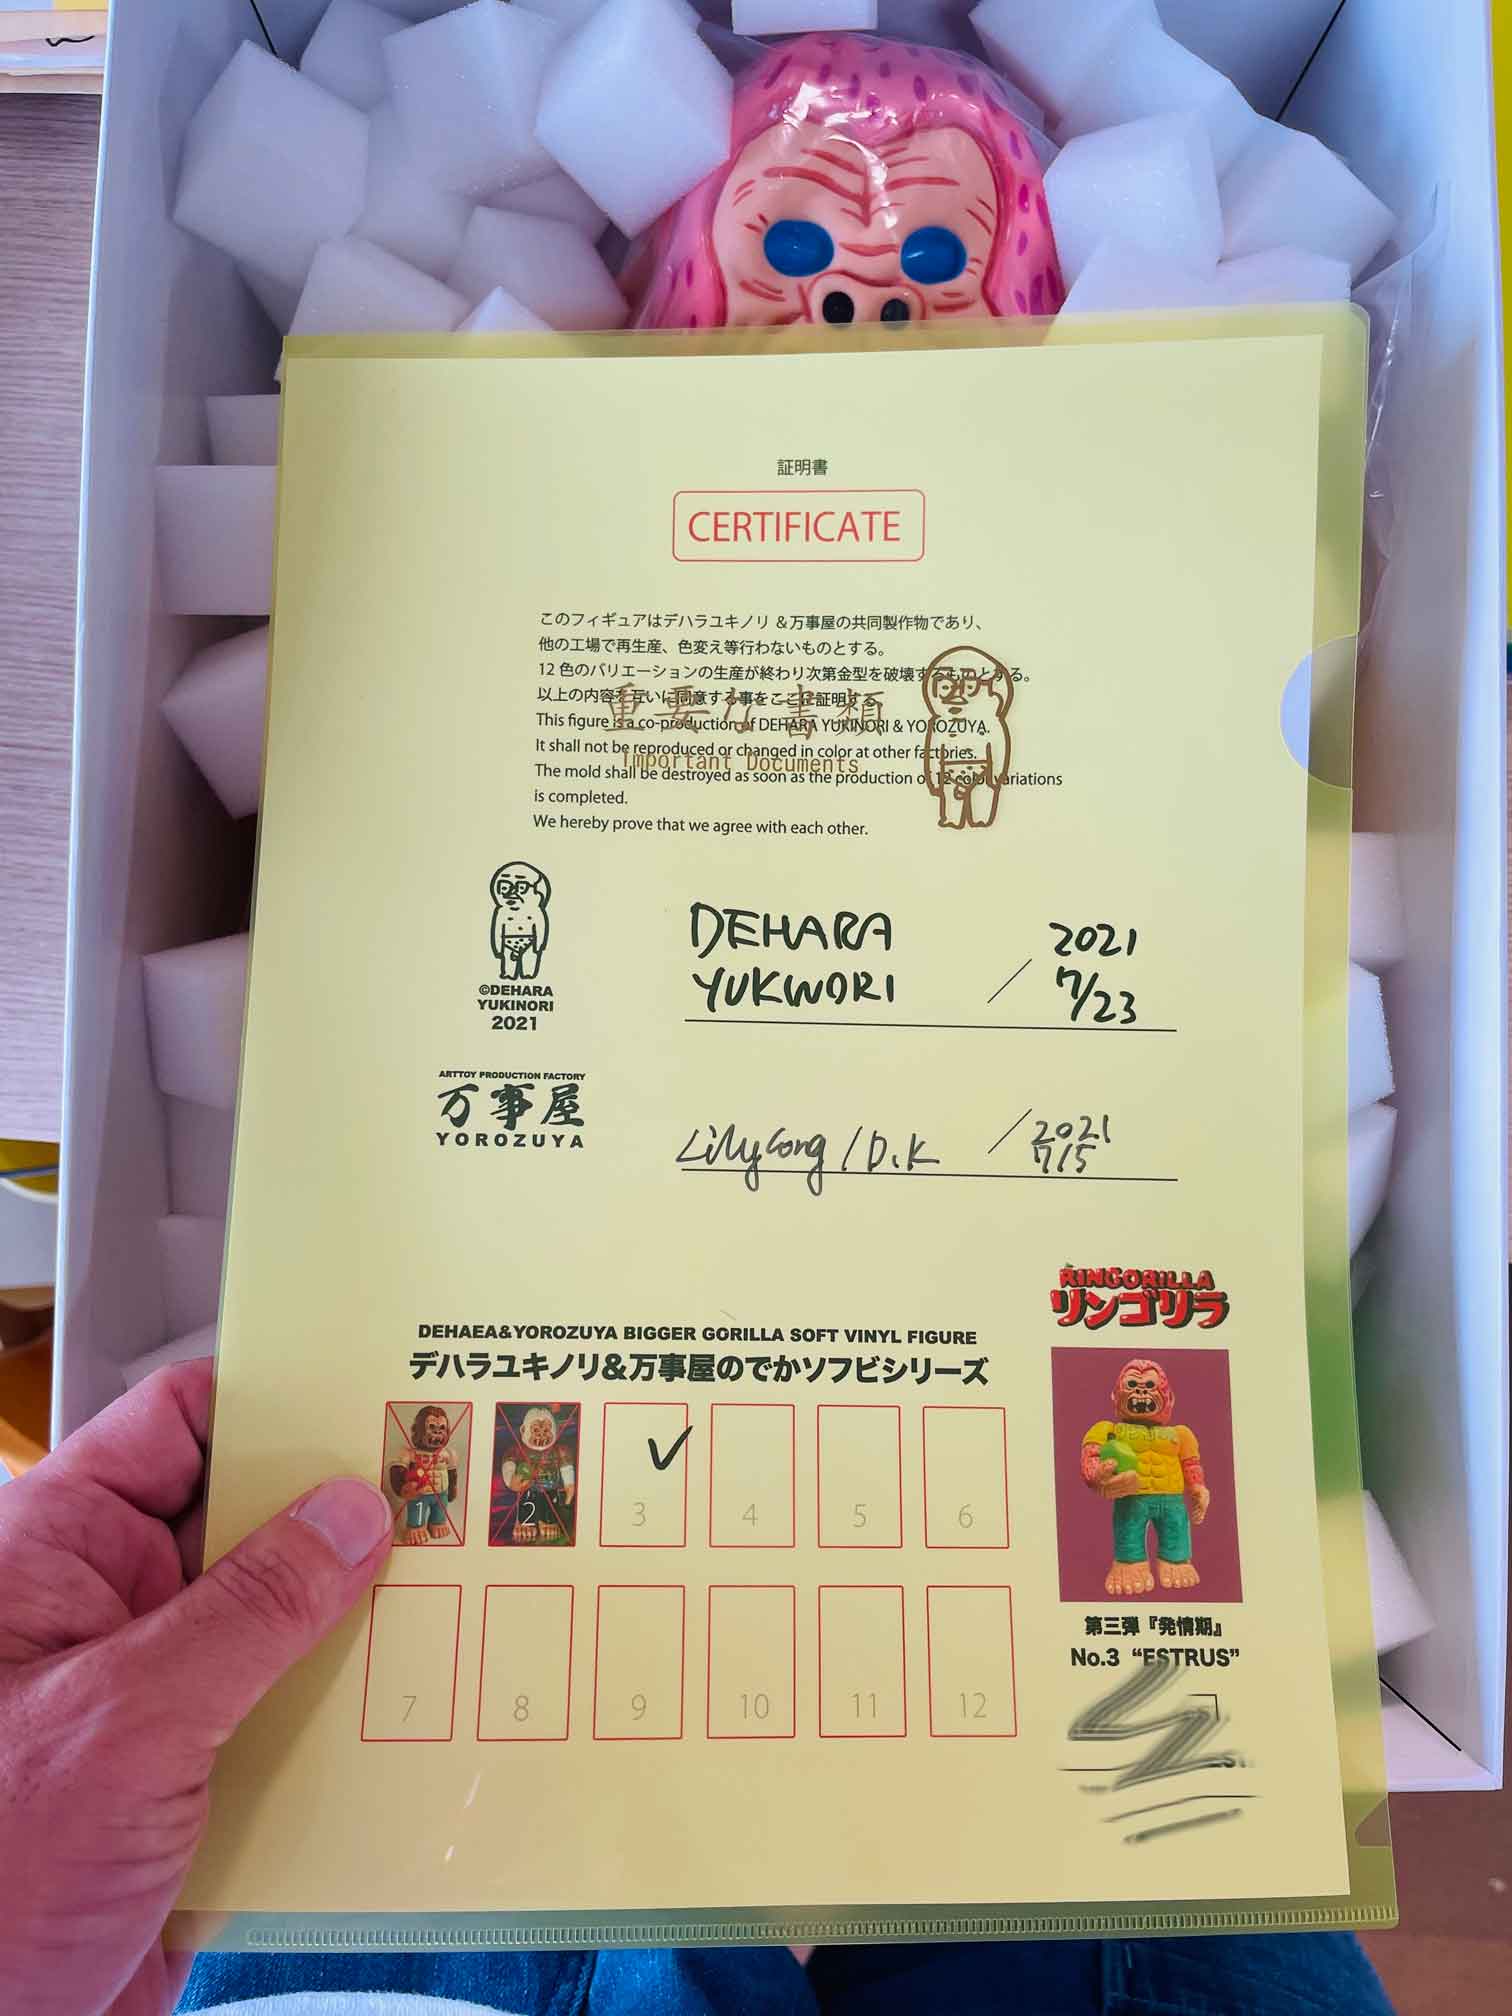 証明書
CERTIFICATE
このフィギュアはデハラユキノリ &万事屋の共同製作物であり、
他の工場で再生産、色変え等行わないものとする。
12 色のバリエーションの生産が終わり次第金型を破壊するものとする。
以上の内容を互いに同意する事をここに証明する。
This figure is a co-production of DEHARA YUKINORI & YOROZUYA.
It shall not be reproduced or changed in color at other factories.
The mold shall be destroyed as soon as the production of 12 color variations
is completed.
We hereby prove that we agree with each other.
重要な書類
Important Documents
©DEHARA
YUKINORI
2021
DEHARA
YUKINORI
/ 2021
7/23
ARTTOY PRODUCTION FACTORY
万事屋
YOROZUYA
/D.K
/ 2021
7/15
RINGORILLA
リンゴリラ
DEHAEA&YOROZUYA BIGGER GORILLA SOFT VINYL FIGURE
デハラユキノリ&万事屋のでかソフビシリーズ
1 2 3 4 5 6
7 8 9 10 11 12
第三弾『発情期』
No.3 “ESTRUS”